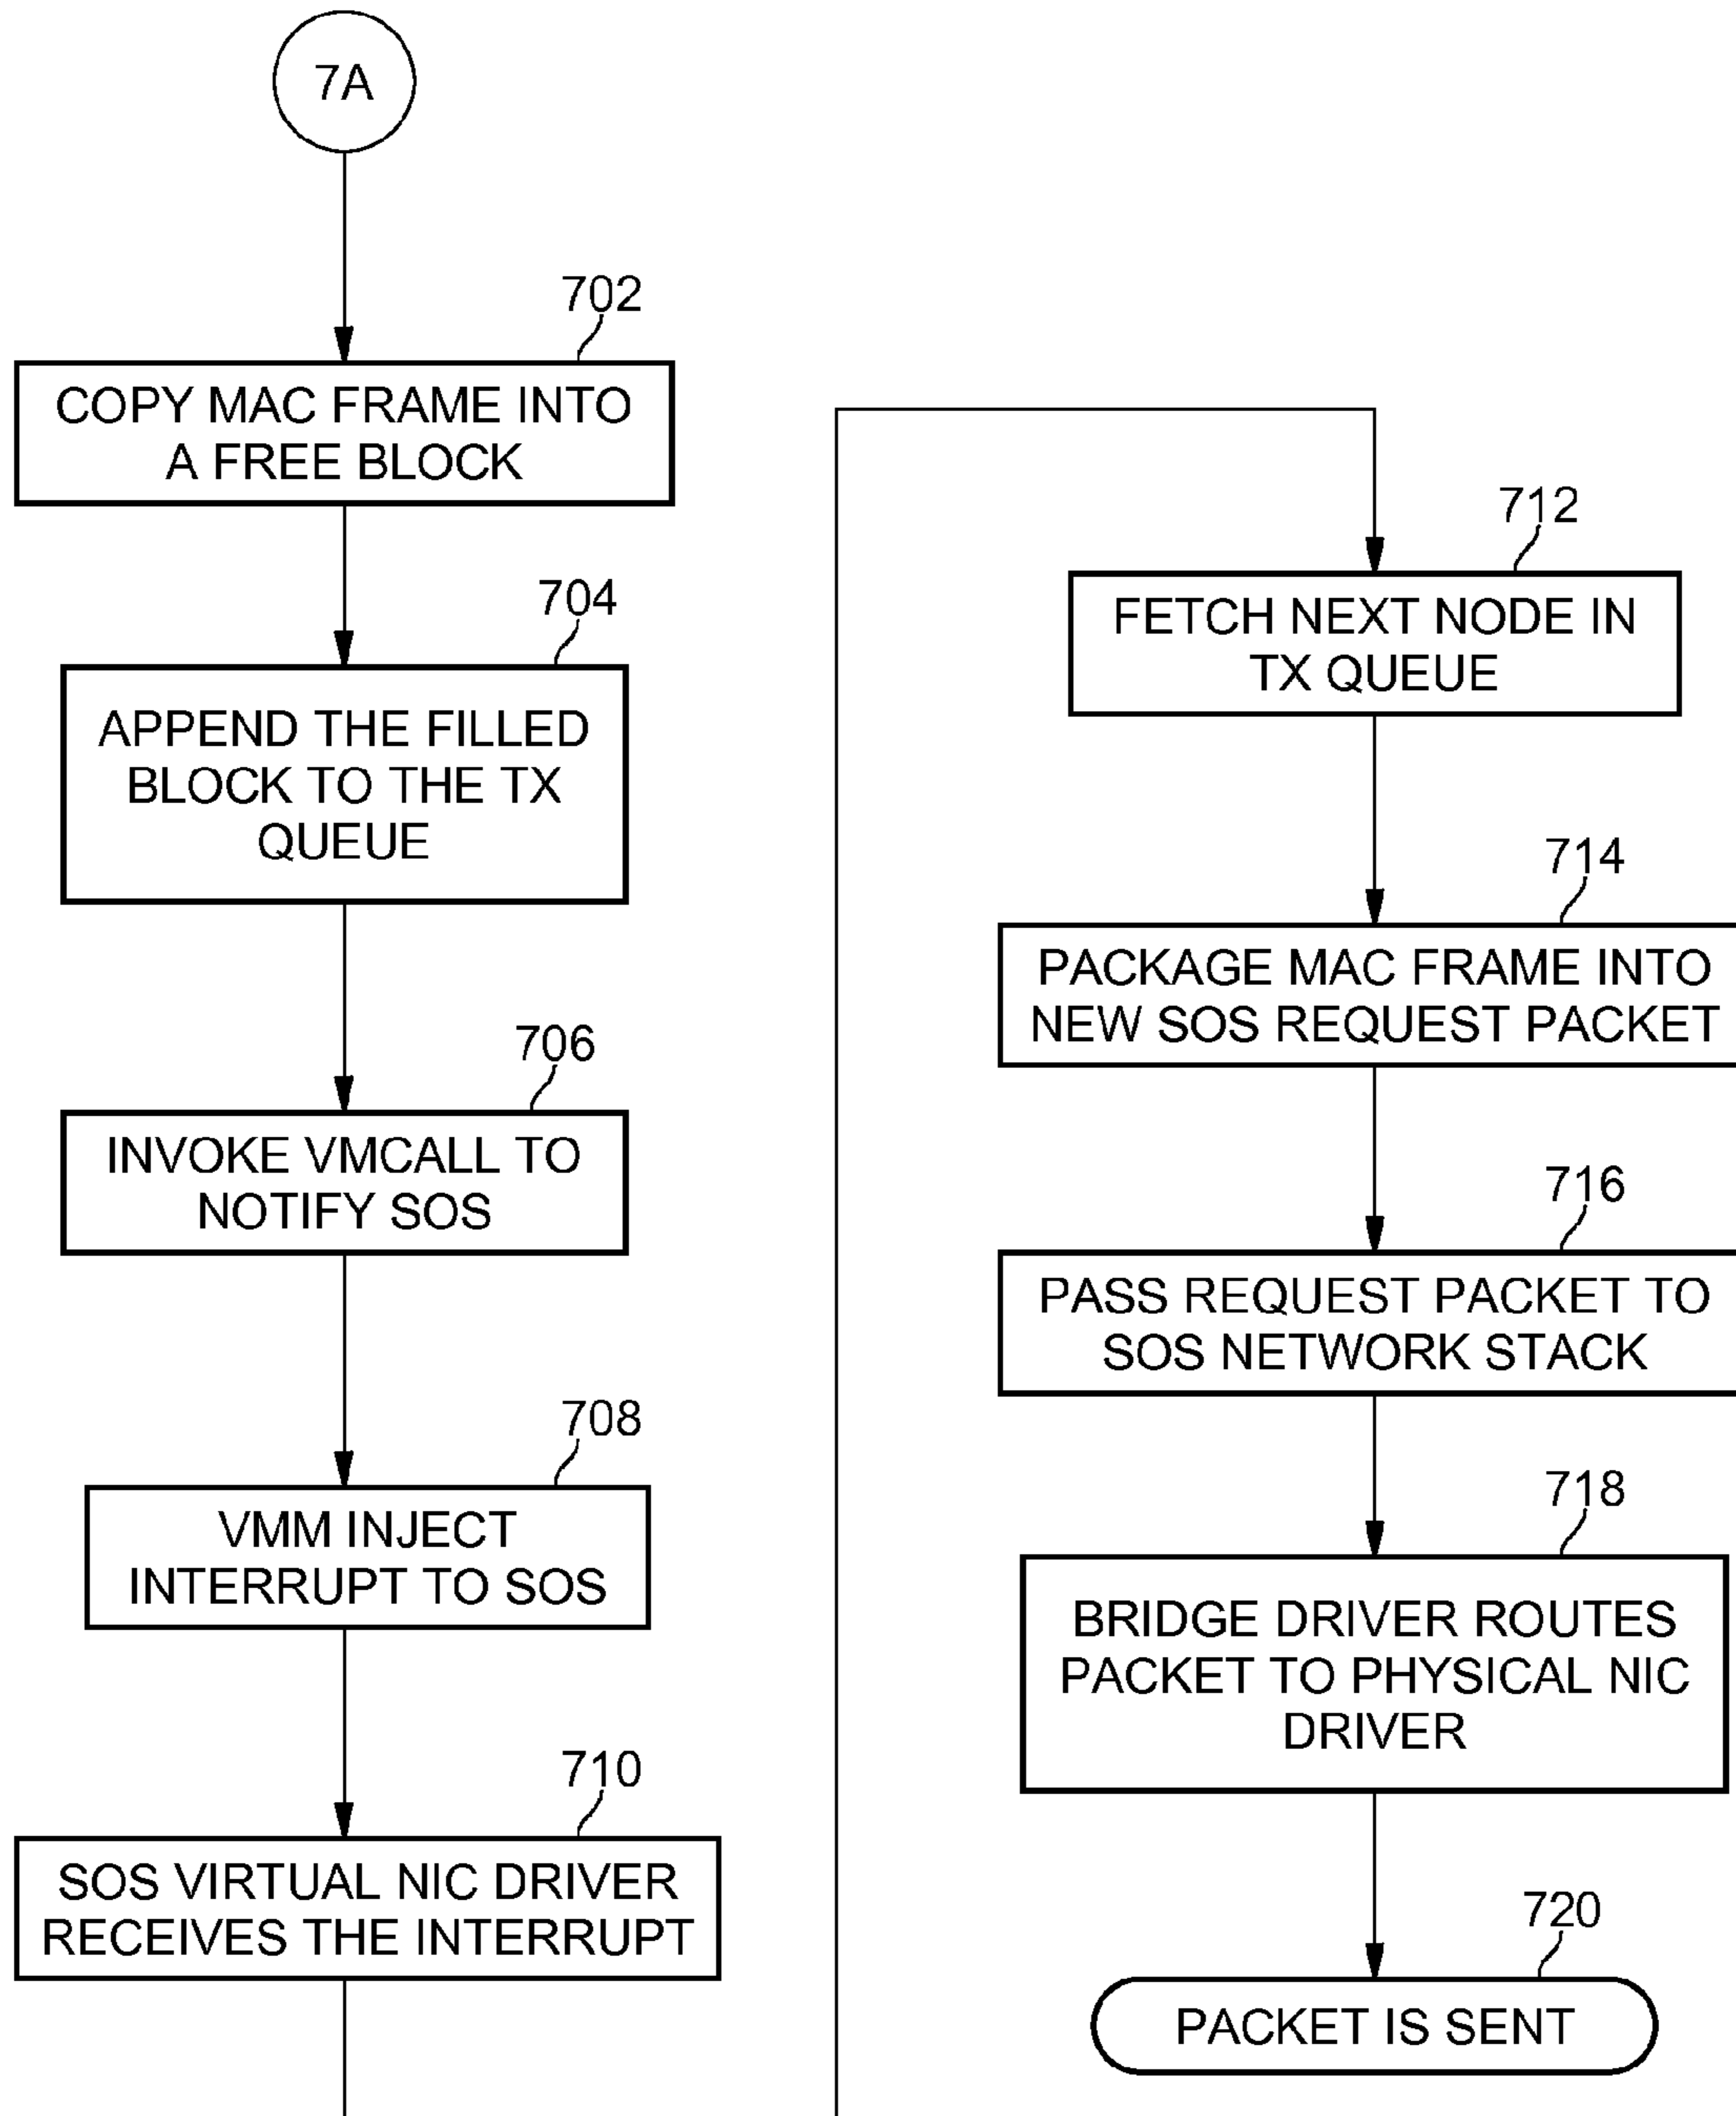 7A
702
COPY MAC FRAME INTO
A FREE BLOCK
704
APPEND THE FILLED
BLOCK TO THE TX
QUEUE
706
INVOKE VMCALL TO
NOTIFY SOS
708
VMM INJECT
INTERRUPT TO SOS
710
SOS VIRTUAL NIC DRIVER
RECEIVES THE INTERRUPT
712
FETCH NEXT NODE IN
TX QUEUE
714
PACKAGE MAC FRAME INTO
NEW SOS REQUEST PACKET
716
PASS REQUEST PACKET TO
SOS NETWORK STACK
718
BRIDGE DRIVER ROUTES
PACKET TO PHYSICAL NIC
DRIVER
720
PACKET IS SENT